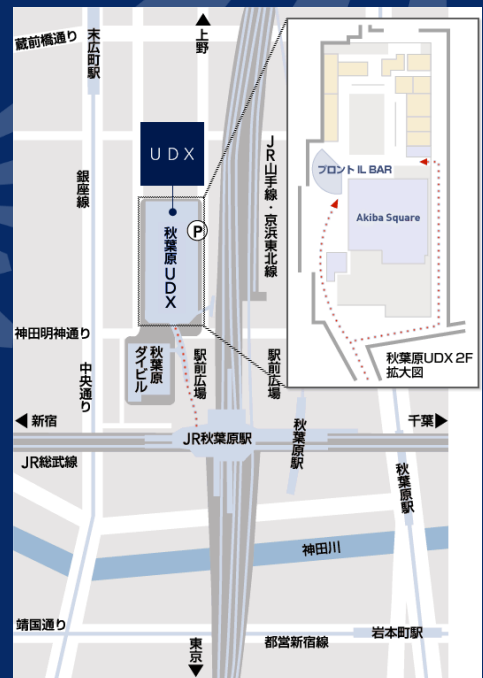 蔵前橋通り
末広町駅
上野
銀座線
UDX
JR山手線・京浜東北線
P
秋葉原UDX
プロント IL BAR
Akiba Square
秋葉原UDX 2F
拡大図
神田明神通り
中央通り
秋葉原
ダイビル
駅前広場
駅前広場
新宿
千葉
JR秋葉原駅
秋葉原駅
秋葉原駅
JR総武線
神田川
靖国通り
東京
都営新宿線
岩本町駅